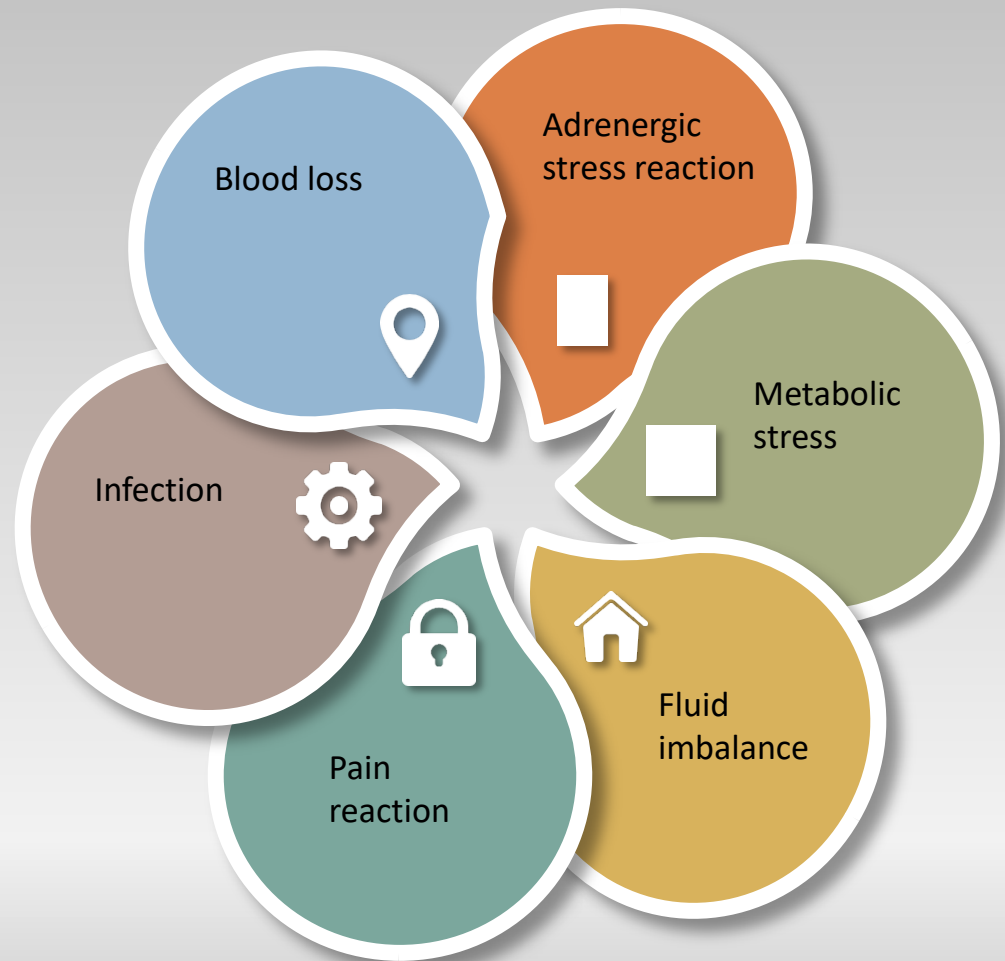 Blood loss
Adrenergic
stress reaction
Metabolic
stress
Fluid
imbalance
Pain
reaction
Infection